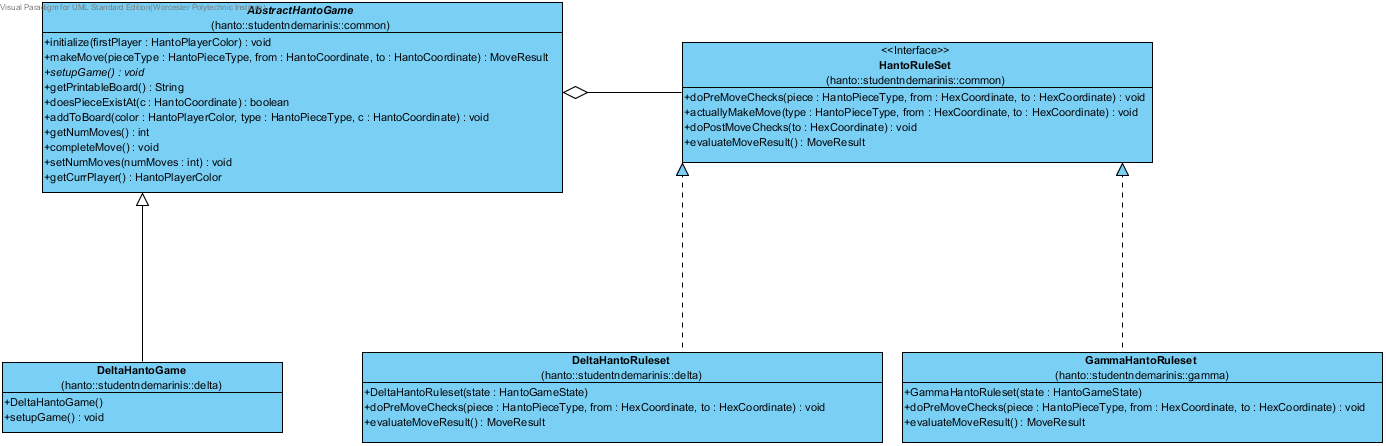 Visual Paradigm for UML Standard Edition(Worcester Polytechnic Institute)
AbstractHantoGame
(hanto::studentndemarinis::common)
+initialize(firstPlayer : HantoPlayerColor) : void
+makeMove(pieceType : HantoPieceType, from : HantoCoordinate, to : HantoCoordinate) : MoveResult
+setupGame() : void
+getPrintableBoard() : String
+doesPieceExistAt(c : HantoCoordinate) : boolean
+addToBoard(color : HantoPlayerColor, type : HantoPieceType, c : HantoCoordinate) : void
+getNumMoves() : int
+completeMove() : void
+setNumMoves(numMoves : int) : void
+getCurrPlayer() : HantoPlayerColor
<<Interface>>
HantoRuleSet
(hanto::studentndemarinis::common)
+doPreMoveChecks(piece : HantoPieceType, from : HexCoordinate, to : HexCoordinate) : void
+actuallyMakeMove(type : HantoPieceType, from : HexCoordinate, to : HexCoordinate) : void
+doPostMoveChecks(to : HexCoordinate) : void
+evaluateMoveResult() : MoveResult
DeltaHantoGame
(hanto::studentndemarinis::delta)
+DeltaHantoGame()
+setupGame() : void
DeltaHantoRuleset
(hanto::studentndemarinis::delta)
+DeltaHantoRuleset(state : HantoGameState)
+doPreMoveChecks(piece : HantoPieceType, from : HexCoordinate, to : HexCoordinate) : void
+evaluateMoveResult() : MoveResult
GammaHantoRuleset
(hanto::studentndemarinis::gamma)
+GammaHantoRuleset(state : HantoGameState)
+doPreMoveChecks(piece : HantoPieceType, from : HexCoordinate, to : HexCoordinate) : void
+evaluateMoveResult() : MoveResult